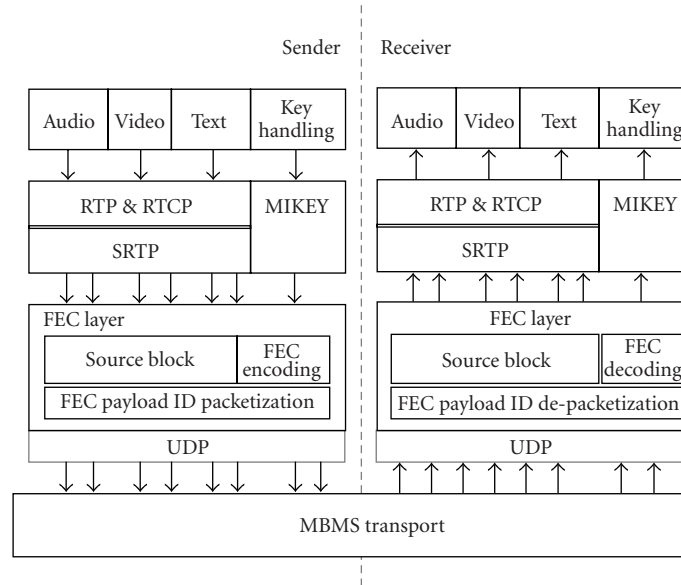 Sender
Receiver
Audio
Video
Text
Key
handling
RTP & RTCP
MIKEY
SRTP
FEC layer
Source block
FEC
encoding
FEC payload ID packetization
UDP
Audio
Video
Text
Key
handling
RTP & RTCP
MIKEY
SRTP
FEC layer
Source block
FEC
decoding
FEC payload ID de-packetization
UDP
MBMS transport